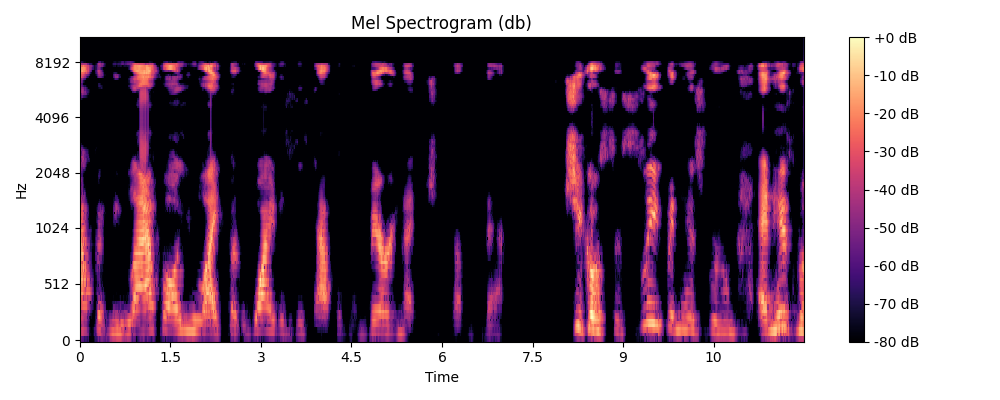 Mel Spectrogram (db)
8192
4096
2048
1024
512
0
Hz
0 1.5 3 4.5 6 7.5 9 10
Time
+0 dB
-10 dB
-20 dB
-30 dB
-40 dB
-50 dB
-60 dB
-70 dB
-80 dB